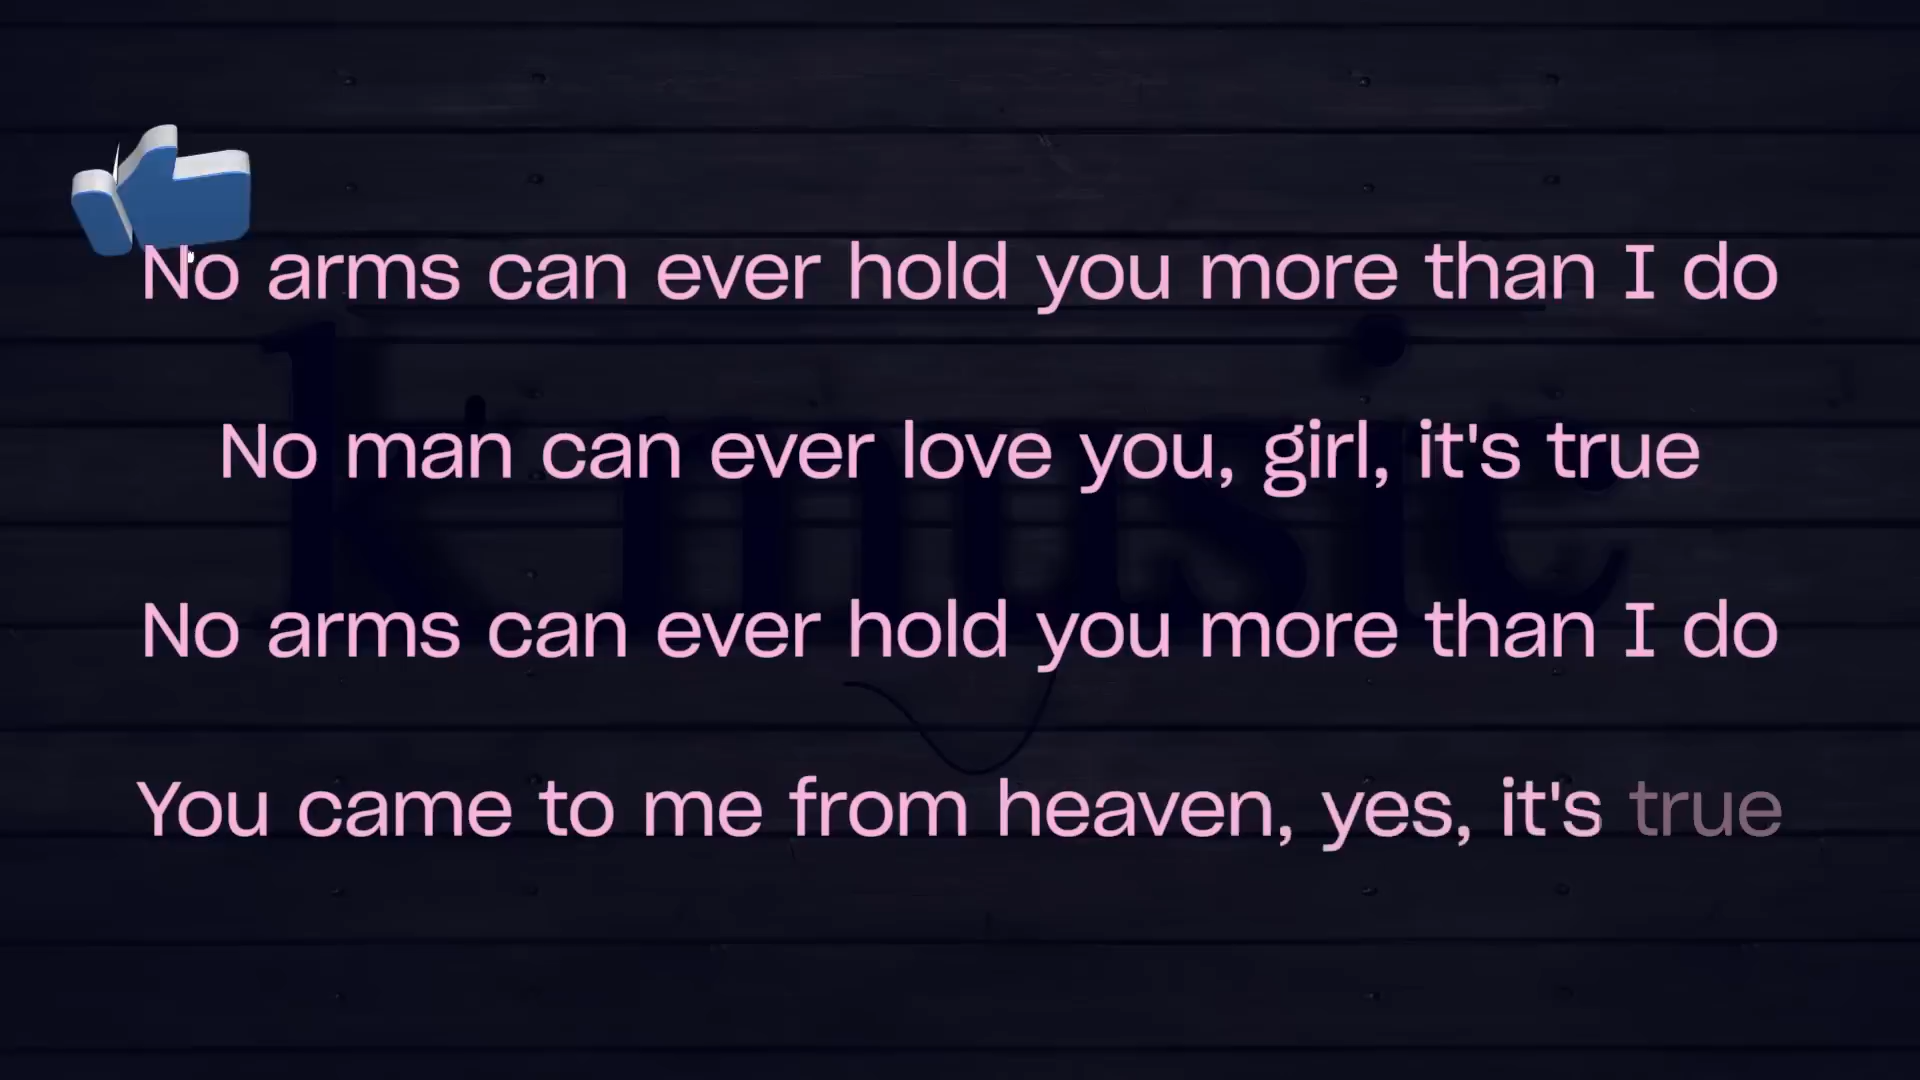 No arms can ever hold you more than I do
No man can ever love you, girl, it's true
k'music
No arms can ever hold you more than I do
You came to me from heaven, yes, it's true